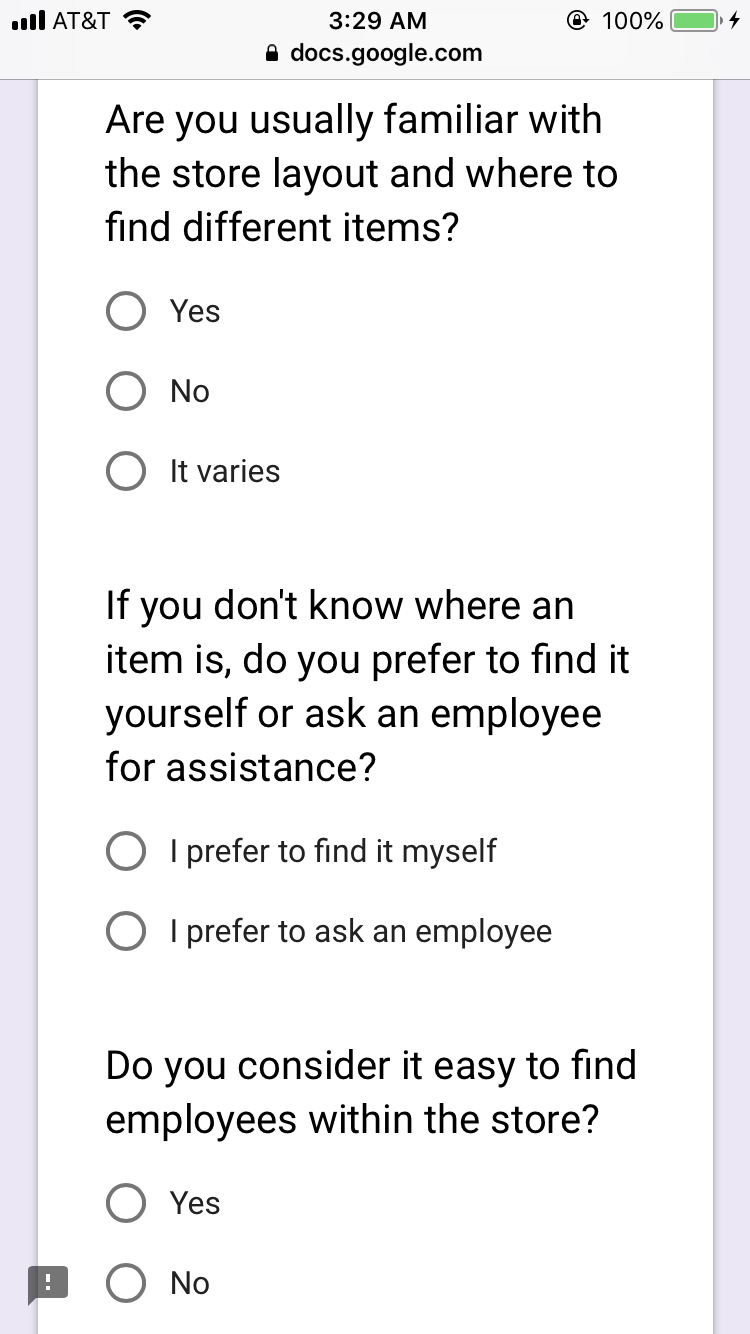 AT&T 3:29 AM 100%
docs.google.com
Are you usually familiar with
the store layout and where to
find different items?
Yes
No
It varies
If you don't know where an
item is, do you prefer to find it
yourself or ask an employee
for assistance?
I prefer to find it myself
I prefer to ask an employee
Do you consider it easy to find
employees within the store?
Yes
! No